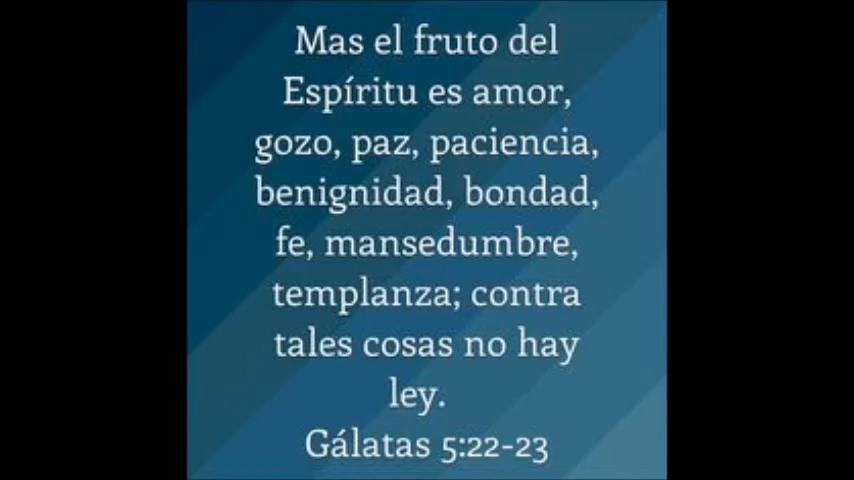 Mas el fruto del
Espíritu es amor,
gozo, paz, paciencia,
benignidad, bondad,
fe, mansedumbre,
templanza; contra
tales cosas no hay
ley.
Gálatas 5:22-23